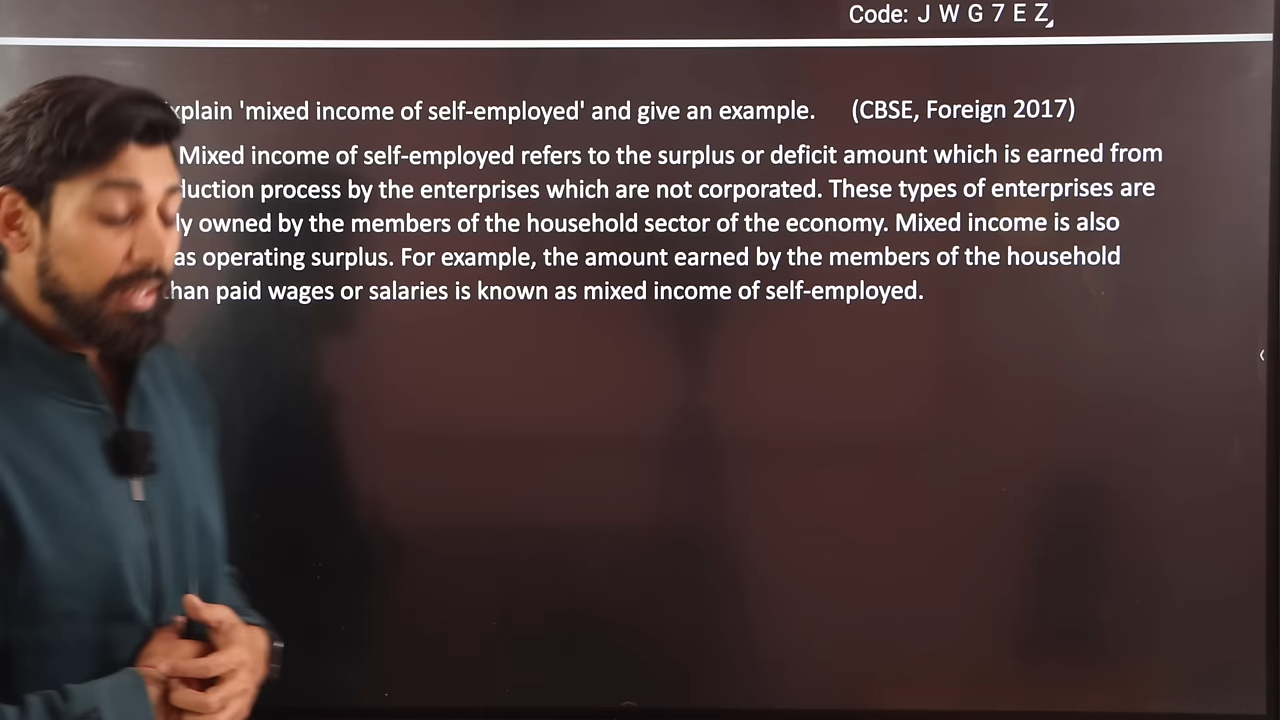 Code: J W G 7 E Z
xplain 'mixed income of self-employed' and give an example. (CBSE, Foreign 2017)
Mixed income of self-employed refers to the surplus or deficit amount which is earned from
duction process by the enterprises which are not corporated. These types of enterprises are
ly owned by the members of the household sector of the economy. Mixed income is also
as operating surplus. For example, the amount earned by the members of the household
than paid wages or salaries is known as mixed income of self-employed.